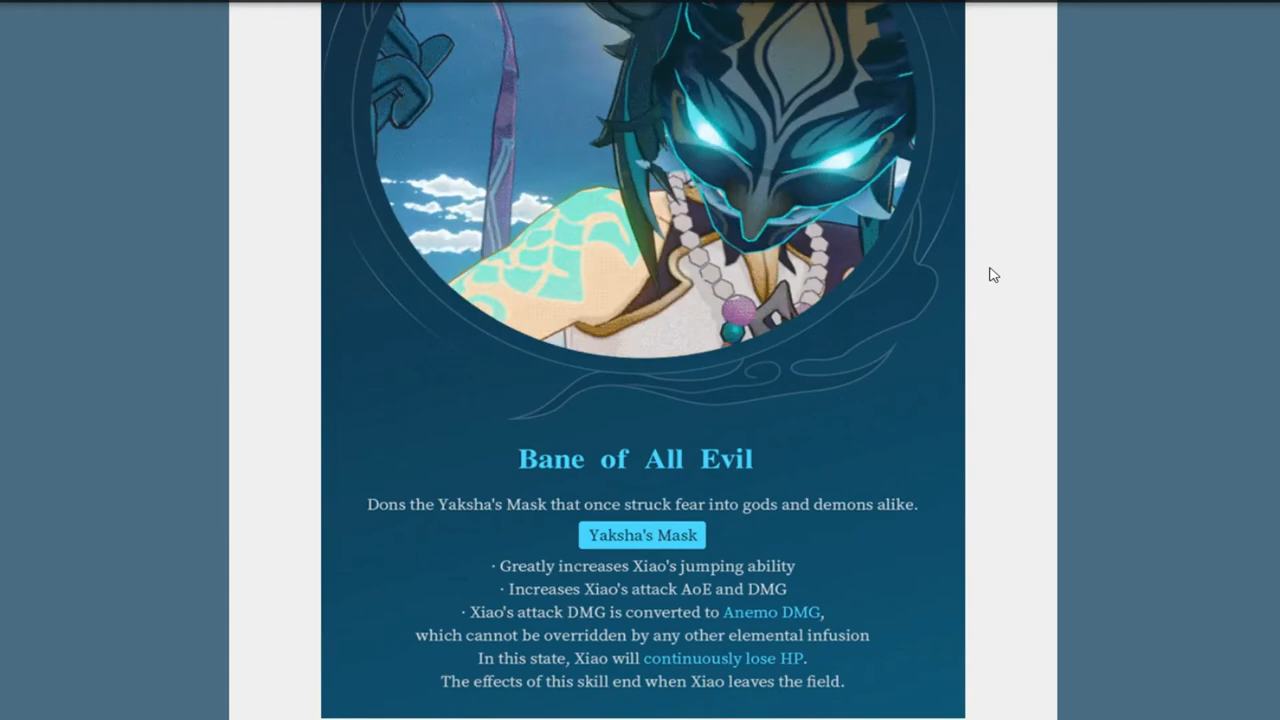 Bane of All Evil
Dons the Yaksha's Mask that once struck fear into gods and demons alike.
Yaksha's Mask
· Greatly increases Xiao's jumping ability
· Increases Xiao's attack AoE and DMG
· Xiao's attack DMG is converted to Anemo DMG,
which cannot be overridden by any other elemental infusion
In this state, Xiao will continuously lose HP.
The effects of this skill end when Xiao leaves the field.